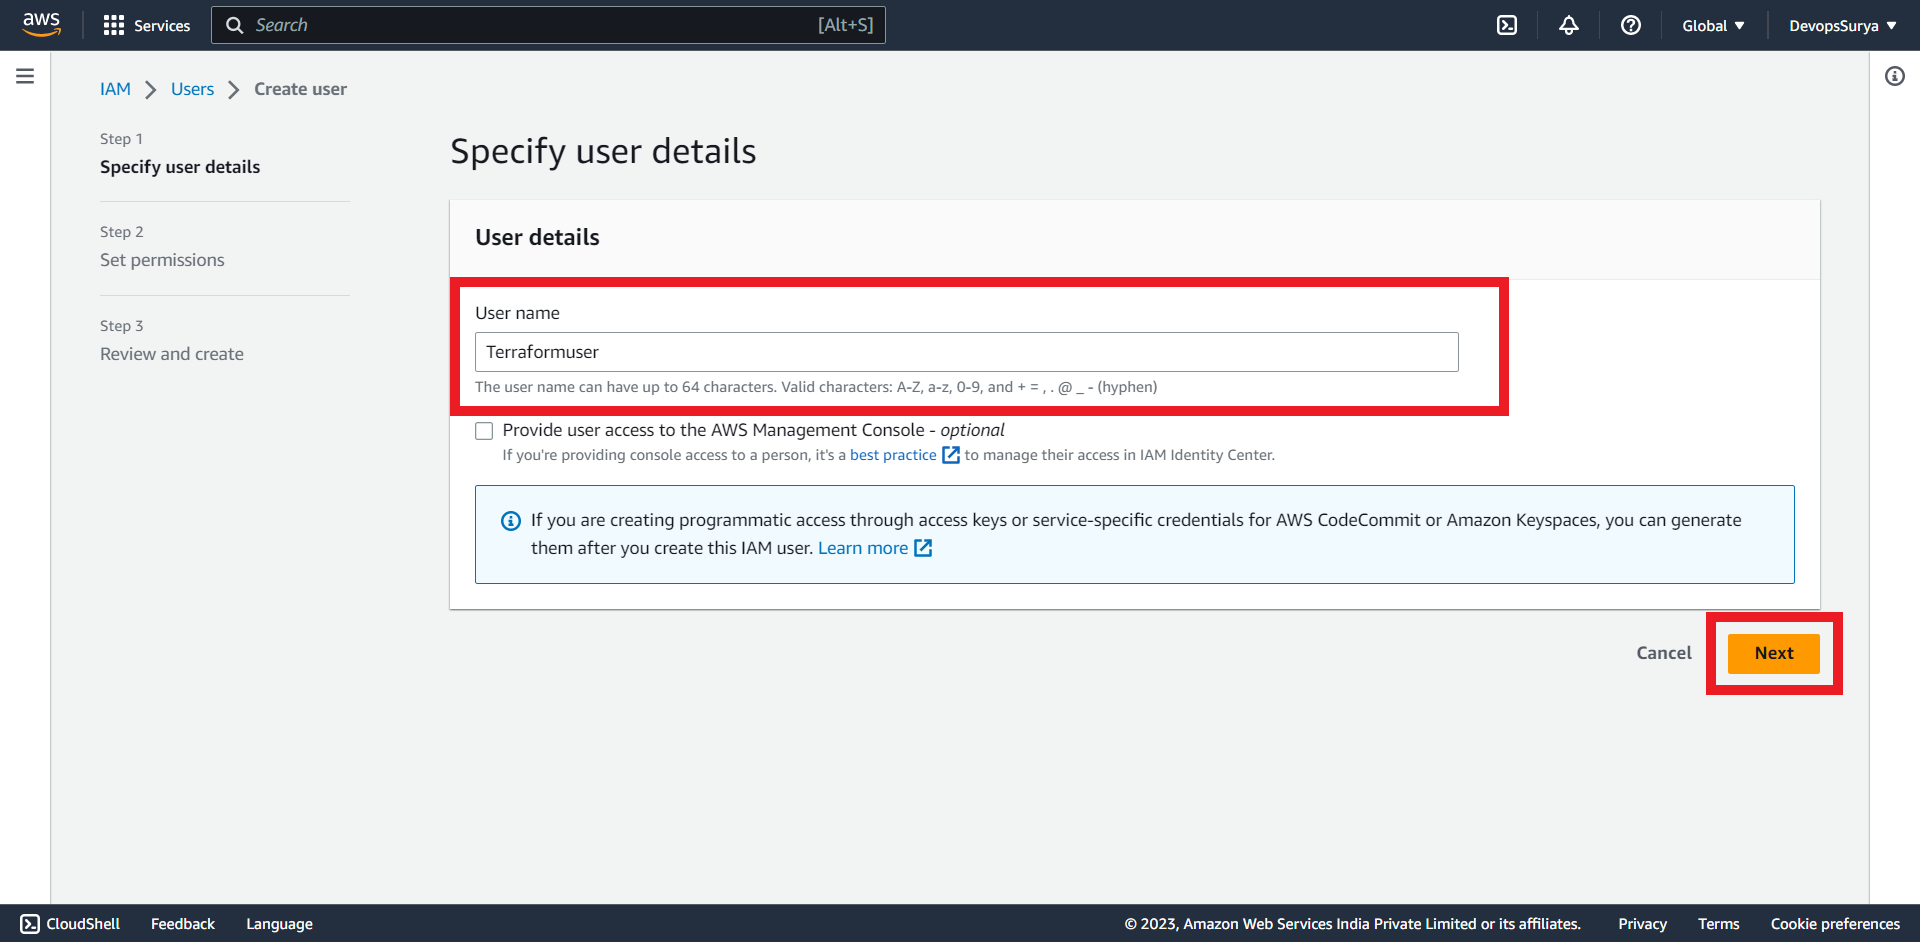 aws
Services
Search
[Alt+S]
Global
DevopsSurya
IAM
Users
Create user
Step 1
Specify user details
Step 2
Set permissions
Step 3
Review and create
Specify user details
User details
User name
Terraformuser
The user name can have up to 64 characters. Valid characters: A-Z, a-z, 0-9, and + = , . @ _ - (hyphen)
Provide user access to the AWS Management Console - optional
If you're providing console access to a person, it's a best practice to manage their access in IAM Identity Center.
If you are creating programmatic access through access keys or service-specific credentials for AWS CodeCommit or Amazon Keyspaces, you can generate
them after you create this IAM user. Learn more
Cancel
Next
CloudShell
Feedback
Language
© 2023, Amazon Web Services India Private Limited or its affiliates.
Privacy
Terms
Cookie preferences